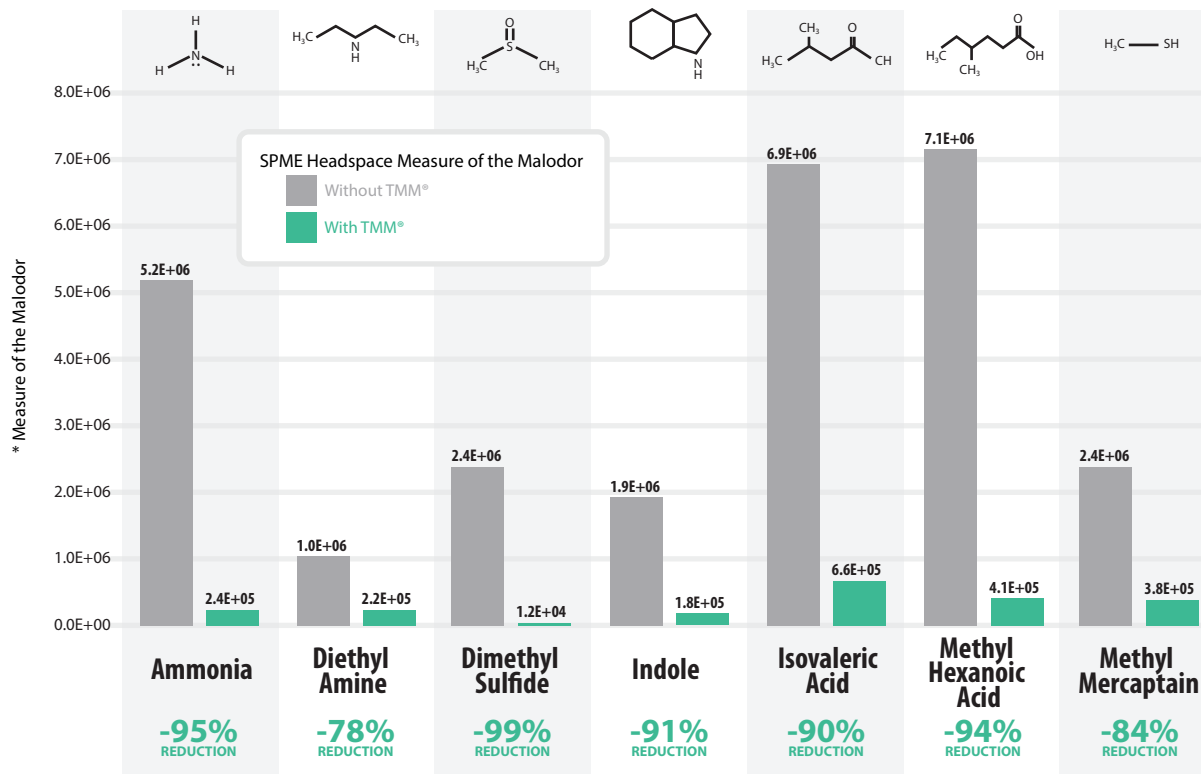 H
N
H
H
H₃C
N
H
CH₃
O
S
H₃C
CH₃
N
H
CH₃
O
H₃C
CH
O
H₃C
OH
CH₃
H₃C
SH
* Measure of the Malodor
8.0E+06
7.0E+06
6.0E+06
5.0E+06
4.0E+06
3.0E+06
2.0E+06
1.0E+06
0.0E+00
SPME Headspace Measure of the Malodor
Without TMM®
With TMM®
5.2E+06
2.4E+05
1.0E+06
2.2E+05
2.4E+06
1.2E+04
1.9E+06
1.8E+05
6.9E+06
6.6E+05
7.1E+06
4.1E+05
2.4E+06
3.8E+05
Ammonia
-95%
REDUCTION
Diethyl
Amine
-78%
REDUCTION
Dimethyl
Sulfide
-99%
REDUCTION
Indole
-91%
REDUCTION
Isovaleric
Acid
-90%
REDUCTION
Methyl
Hexanoic
Acid
-94%
REDUCTION
Methyl
Mercaptain
-84%
REDUCTION